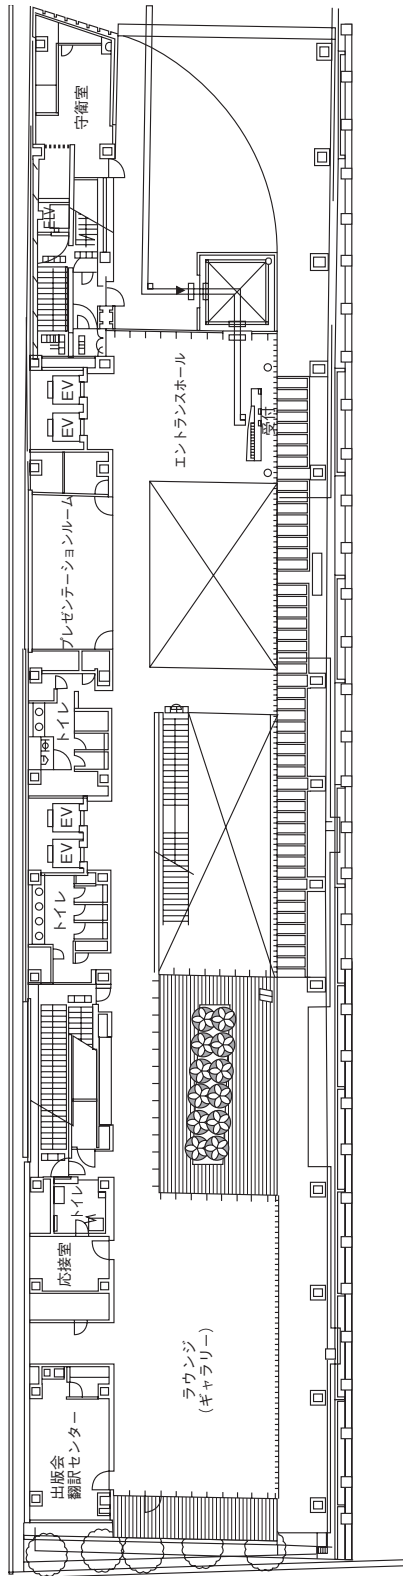 守衛室
ELV
EV
EV
エントランスホール
受付
プレゼンテーションルーム
トイレ
EV
EV
トイレ
トイレ
応接室
ラウンジ
(ギャラリー)
出版会
翻訳センター